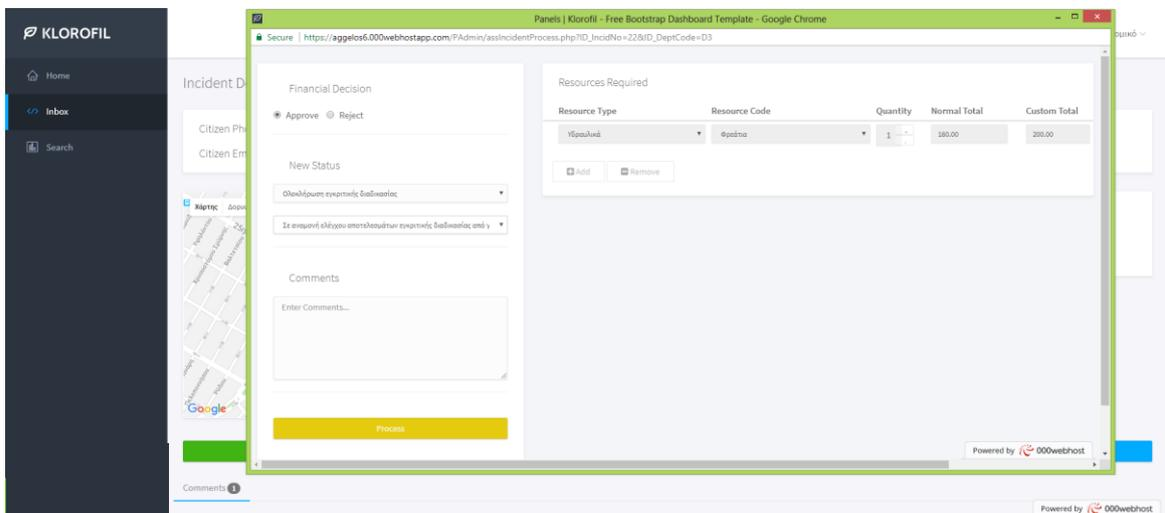 KLOROFIL
Home
Inbox
Search
Incident D
Citizen Ph
Citizen Em
Χάρτης
Google
Comments 1
Panels | Klorofil - Free Bootstrap Dashboard Template - Google Chrome
Secure | https://aggelos6.000webhostapp.com/PAdmin/assIncidentProcess.php?ID_IncidNo=22&ID_DeptCode=D3
Financial Decision
Approve Reject
New Status
Ολοκλήρωση εγκριτικής διαδικασίας
Σε αναμονή ελέγχου αποτελεσμάτων εγκριτικής διαδικασίας από γ
Comments
Enter Comments...
Process
Resources Required
Resource Type Resource Code Quantity Normal Total Custom Total
Υδραυλικά Φρεάτια 1 160.00 200.00
Add Remove
Powered by 000webhost
Powered by 000webhost